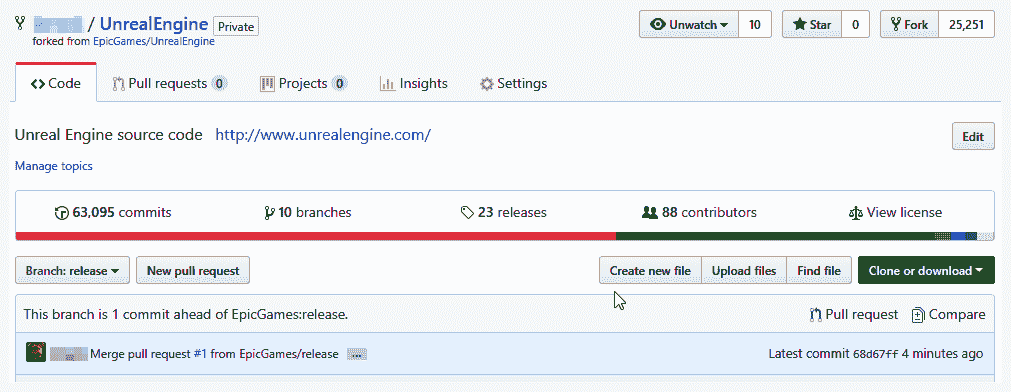 / UnrealEngine Private
forked from EpicGames/UnrealEngine
Unwatch 10 Star 0 Fork 25,251
Code Pull requests 0 Projects 0 Insights Settings
Unreal Engine source code http://www.unrealengine.com/
Edit
Manage topics
63,095 commits 10 branches 23 releases 88 contributors View license
Branch: release New pull request Create new file Upload files Find file Clone or download
This branch is 1 commit ahead of EpicGames:release. Pull request Compare
Merge pull request #1 from EpicGames/release ... Latest commit 68d67ff 4 minutes ago